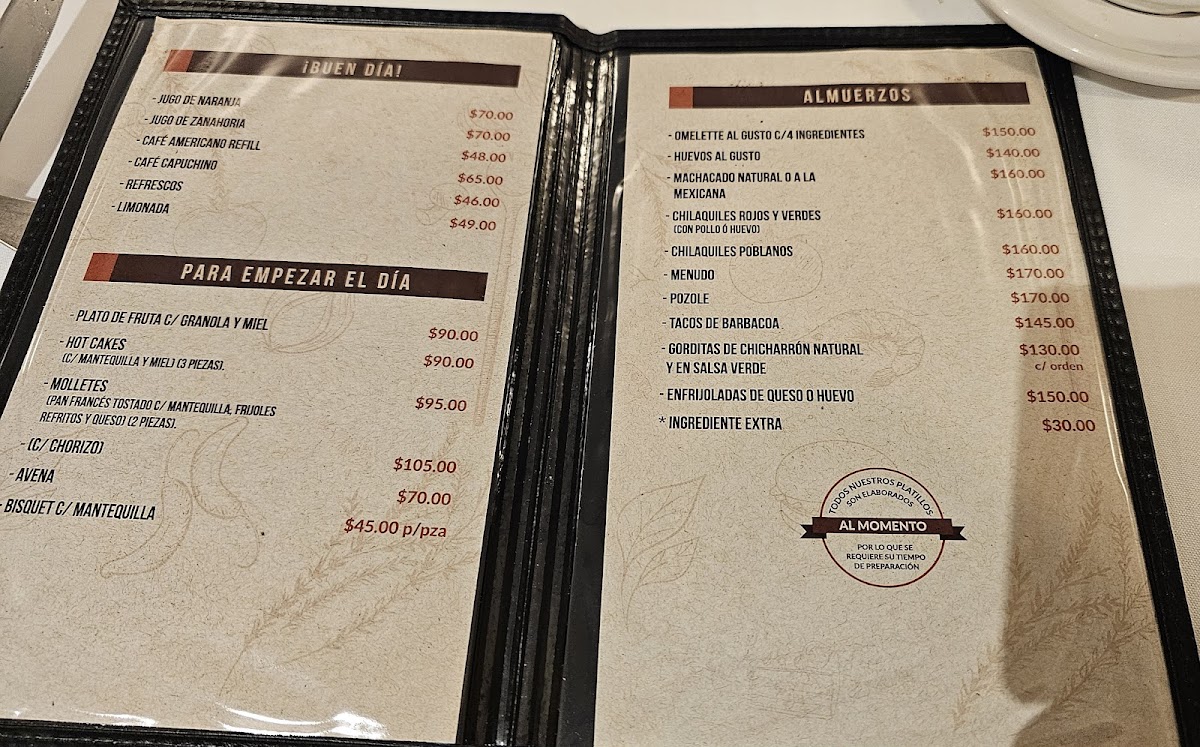 ¡BUEN DÍA!
- JUGO DE NARANJA $70.00
- JUGO DE ZANAHORIA $70.00
- CAFÉ AMERICANO REFILL $48.00
- CAFÉ CAPUCHINO $65.00
- REFRESCOS $46.00
- LIMONADA $49.00
PARA EMPEZAR EL DÍA
- PLATO DE FRUTA C/ GRANOLA Y MIEL $90.00
- HOT CAKES $90.00
(C/ MANTEQUILLA Y MIEL) (3 PIEZAS).
- MOLLETES $95.00
(PAN FRANCÉS TOSTADO C/ MANTEQUILLA, FRIJOLES
REFRITOS Y QUESO) (2 PIEZAS).
- (C/ CHORIZO) $105.00
- AVENA $70.00
- BISQUET C/ MANTEQUILLA $45.00 p/pza
ALMUERZOS
- OMELETTE AL GUSTO C/4 INGREDIENTES $150.00
- HUEVOS AL GUSTO $140.00
- MACHACADO NATURAL O A LA $160.00
MEXICANA
- CHILAQUILES ROJOS Y VERDES $160.00
(CON POLLO Ó HUEVO)
- CHILAQUILES POBLANOS $160.00
- MENUDO $170.00
- POZOLE $170.00
- TACOS DE BARBACOA $145.00
- GORDITAS DE CHICHARRÓN NATURAL $130.00
Y EN SALSA VERDE c/ orden
- ENFRIJOLADAS DE QUESO O HUEVO $150.00
* INGREDIENTE EXTRA $30.00
TODOS NUESTROS PLATILLOS
SON ELABORADOS
AL MOMENTO
POR LO QUE SE
REQUIERE SU TIEMPO
DE PREPARACIÓN